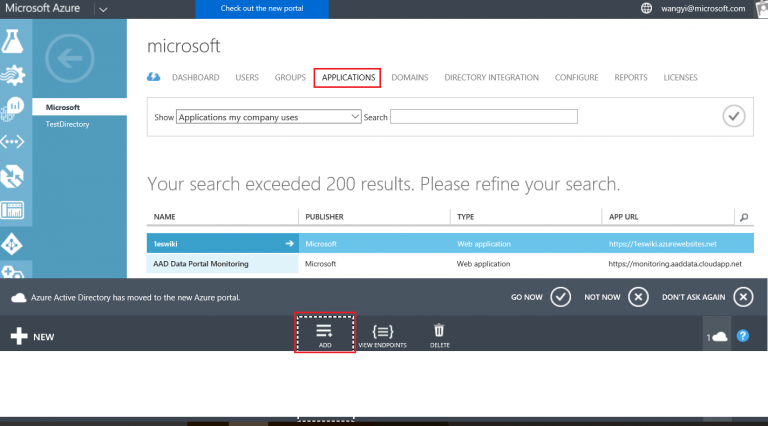 Microsoft Azure
Check out the new portal
wangyi@microsoft.com
microsoft
DASHBOARD USERS GROUPS APPLICATIONS DOMAINS DIRECTORY INTEGRATION CONFIGURE REPORTS LICENSES
Microsoft
TestDirectory
Show Applications my company uses Search
Your search exceeded 200 results. Please refine your search.
NAME PUBLISHER TYPE APP URL
1eswiki Microsoft Web application https://1eswiki.azurewebsites.net
AAD Data Portal Monitoring Microsoft Web application https://monitoring.aaddata.cloudapp.net
Azure Active Directory has moved to the new Azure portal. GO NOW NOT NOW DON'T ASK AGAIN
NEW ADD VIEW ENDPOINTS DELETE 1 ?